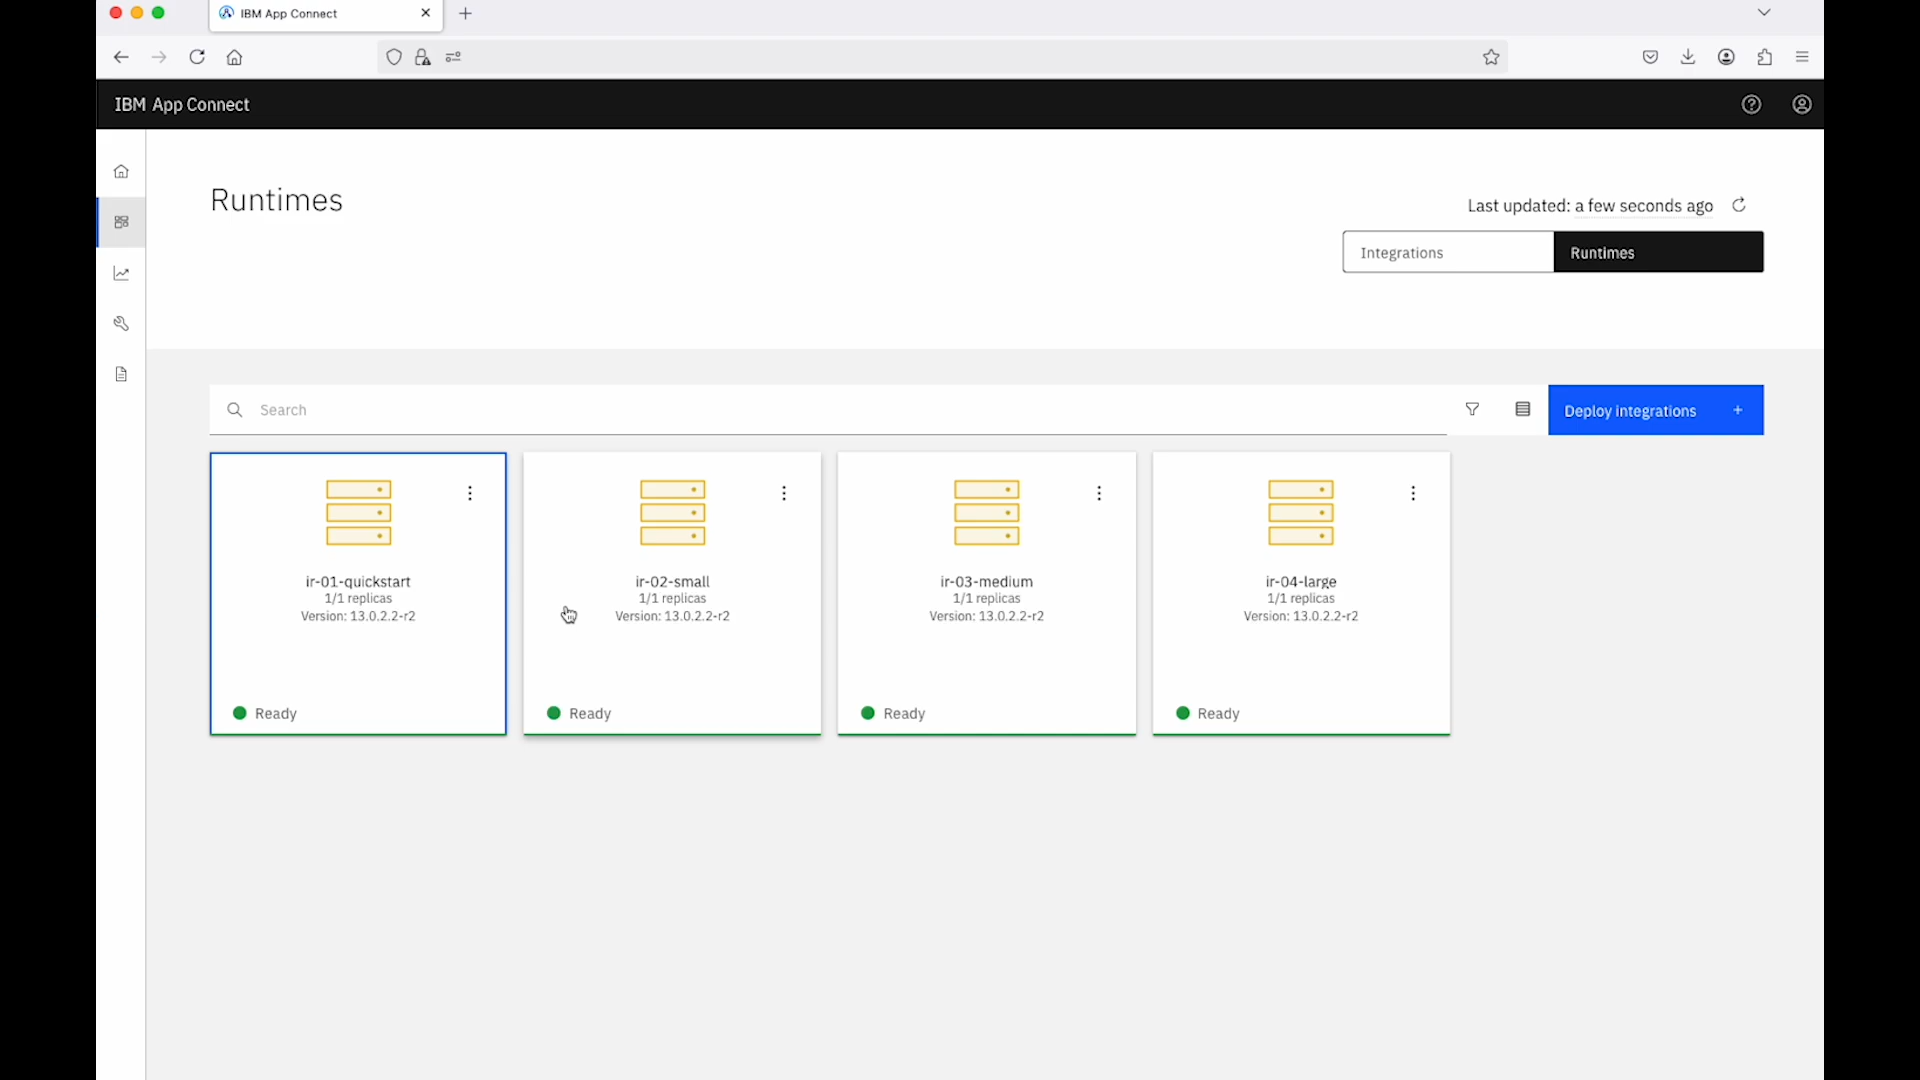 IBM App Connect
IBM App Connect
Runtimes
Last updated: a few seconds ago
Integrations
Runtimes
Search
Deploy integrations +
ir-01-quickstart
1/1 replicas
Version: 13.0.2.2-r2
Ready
ir-02-small
1/1 replicas
Version: 13.0.2.2-r2
Ready
ir-03-medium
1/1 replicas
Version: 13.0.2.2-r2
Ready
ir-04-large
1/1 replicas
Version: 13.0.2.2-r2
Ready